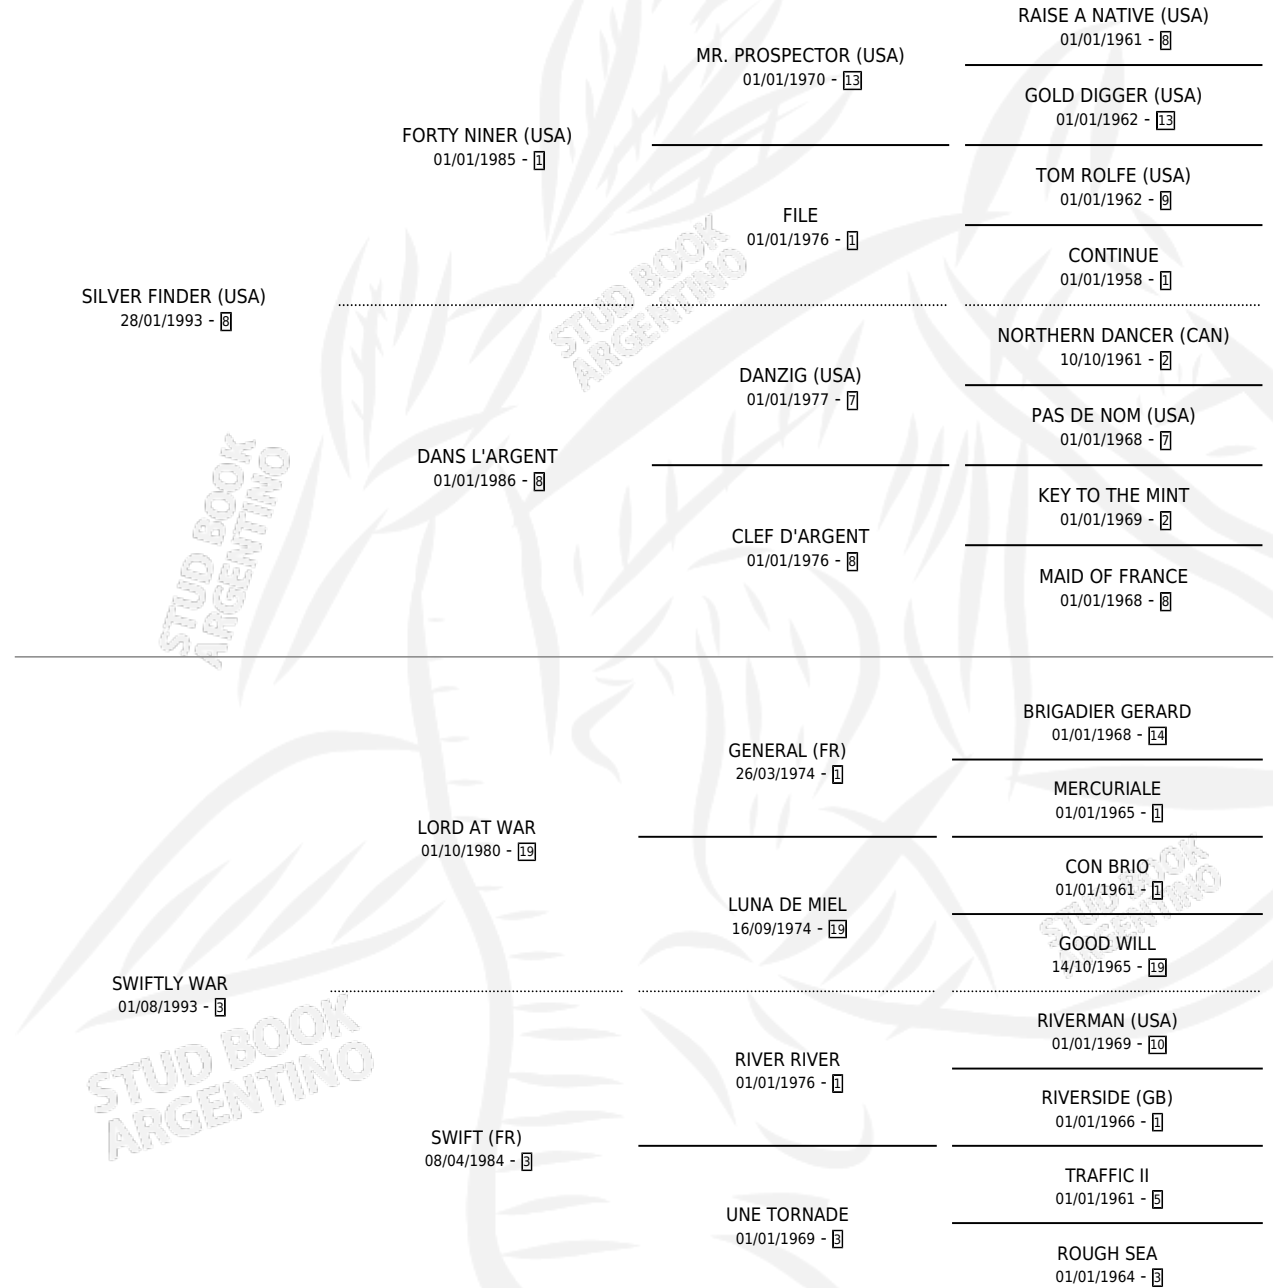 RAISE A NATIVE (USA)
01/01/1961 - 8
MR. PROSPECTOR (USA)
01/01/1970 - 13
GOLD DIGGER (USA)
01/01/1962 - 13
FORTY NINER (USA)
01/01/1985 - 1
TOM ROLFE (USA)
01/01/1962 - 9
FILE
01/01/1976 - 1
CONTINUE
01/01/1958 - 1
SILVER FINDER (USA)
28/01/1993 - 8
STUD BOOK
ARGENTINO
NORTHERN DANCER (CAN)
10/10/1961 - 2
DANZIG (USA)
01/01/1977 - 7
PAS DE NOM (USA)
01/01/1968 - 7
DANS L'ARGENT
01/01/1986 - 8
KEY TO THE MINT
01/01/1969 - 2
CLEF D'ARGENT
01/01/1976 - 8
MAID OF FRANCE
01/01/1968 - 8
STUD BOOK
ARGENTINO
BRIGADIER GERARD
01/01/1968 - 14
GENERAL (FR)
26/03/1974 - 1
MERCURIALE
01/01/1965 - 1
LORD AT WAR
01/10/1980 - 19
CON BRIO
01/01/1961 - 1
LUNA DE MIEL
16/09/1974 - 19
GOOD WILL
14/10/1965 - 19
STUD BOOK
ARGENTINO
SWIFTLY WAR
01/08/1993 - 3
RIVERMAN (USA)
01/01/1969 - 10
RIVER RIVER
01/01/1976 - 1
RIVERSIDE (GB)
01/01/1966 - 1
STUD BOOK
ARGENTINO
SWIFT (FR)
08/04/1984 - 3
TRAFFIC II
01/01/1961 - 5
UNE TORNADE
01/01/1969 - 3
ROUGH SEA
01/01/1964 - 3